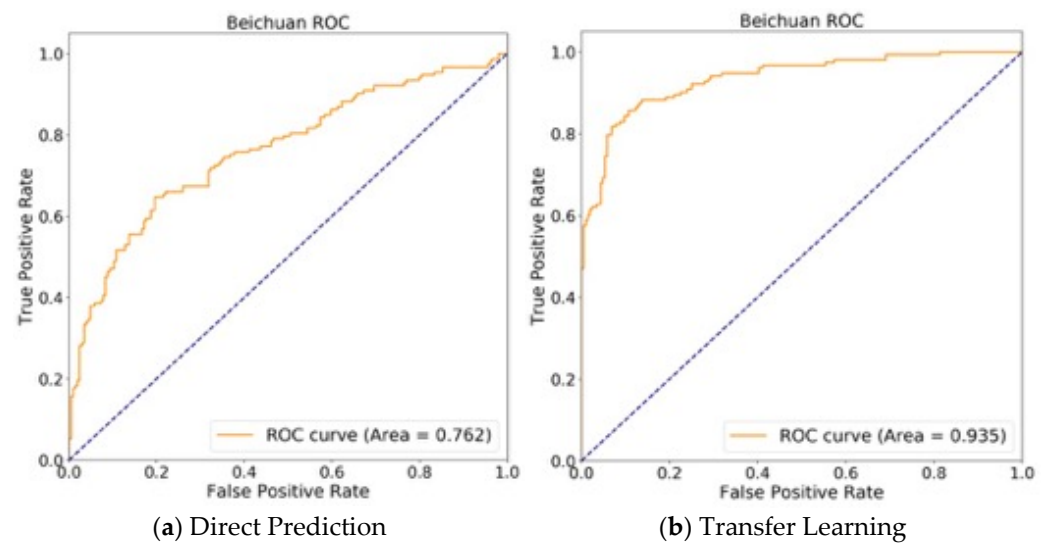 Beichuan ROC
1.0
0.8
0.6
0.4
0.2
0.0
True Positive Rate
ROC curve (Area = 0.762)
0.0 0.2 0.4 0.6 0.8 1.0
False Positive Rate
(a) Direct Prediction
Beichuan ROC
1.0
0.8
0.6
0.4
0.2
0.0
True Positive Rate
ROC curve (Area = 0.935)
0.0 0.2 0.4 0.6 0.8 1.0
False Positive Rate
(b) Transfer Learning